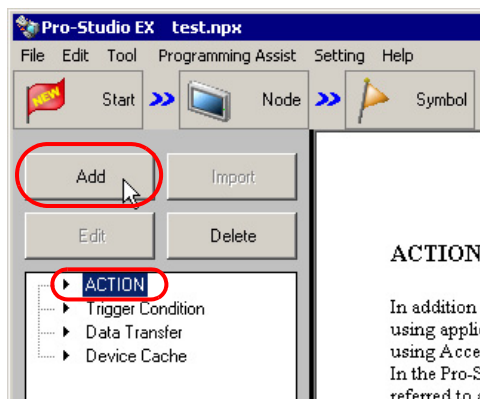 Pro-Studio EX test.npx
File Edit Tool Programming Assist Setting Help
NEW Start Node Symbol
Add Import
Edit Delete
ACTION
Trigger Condition
Data Transfer
Device Cache
ACTION
In addition
using appli
using Acce
In the Pro-S
referred to a